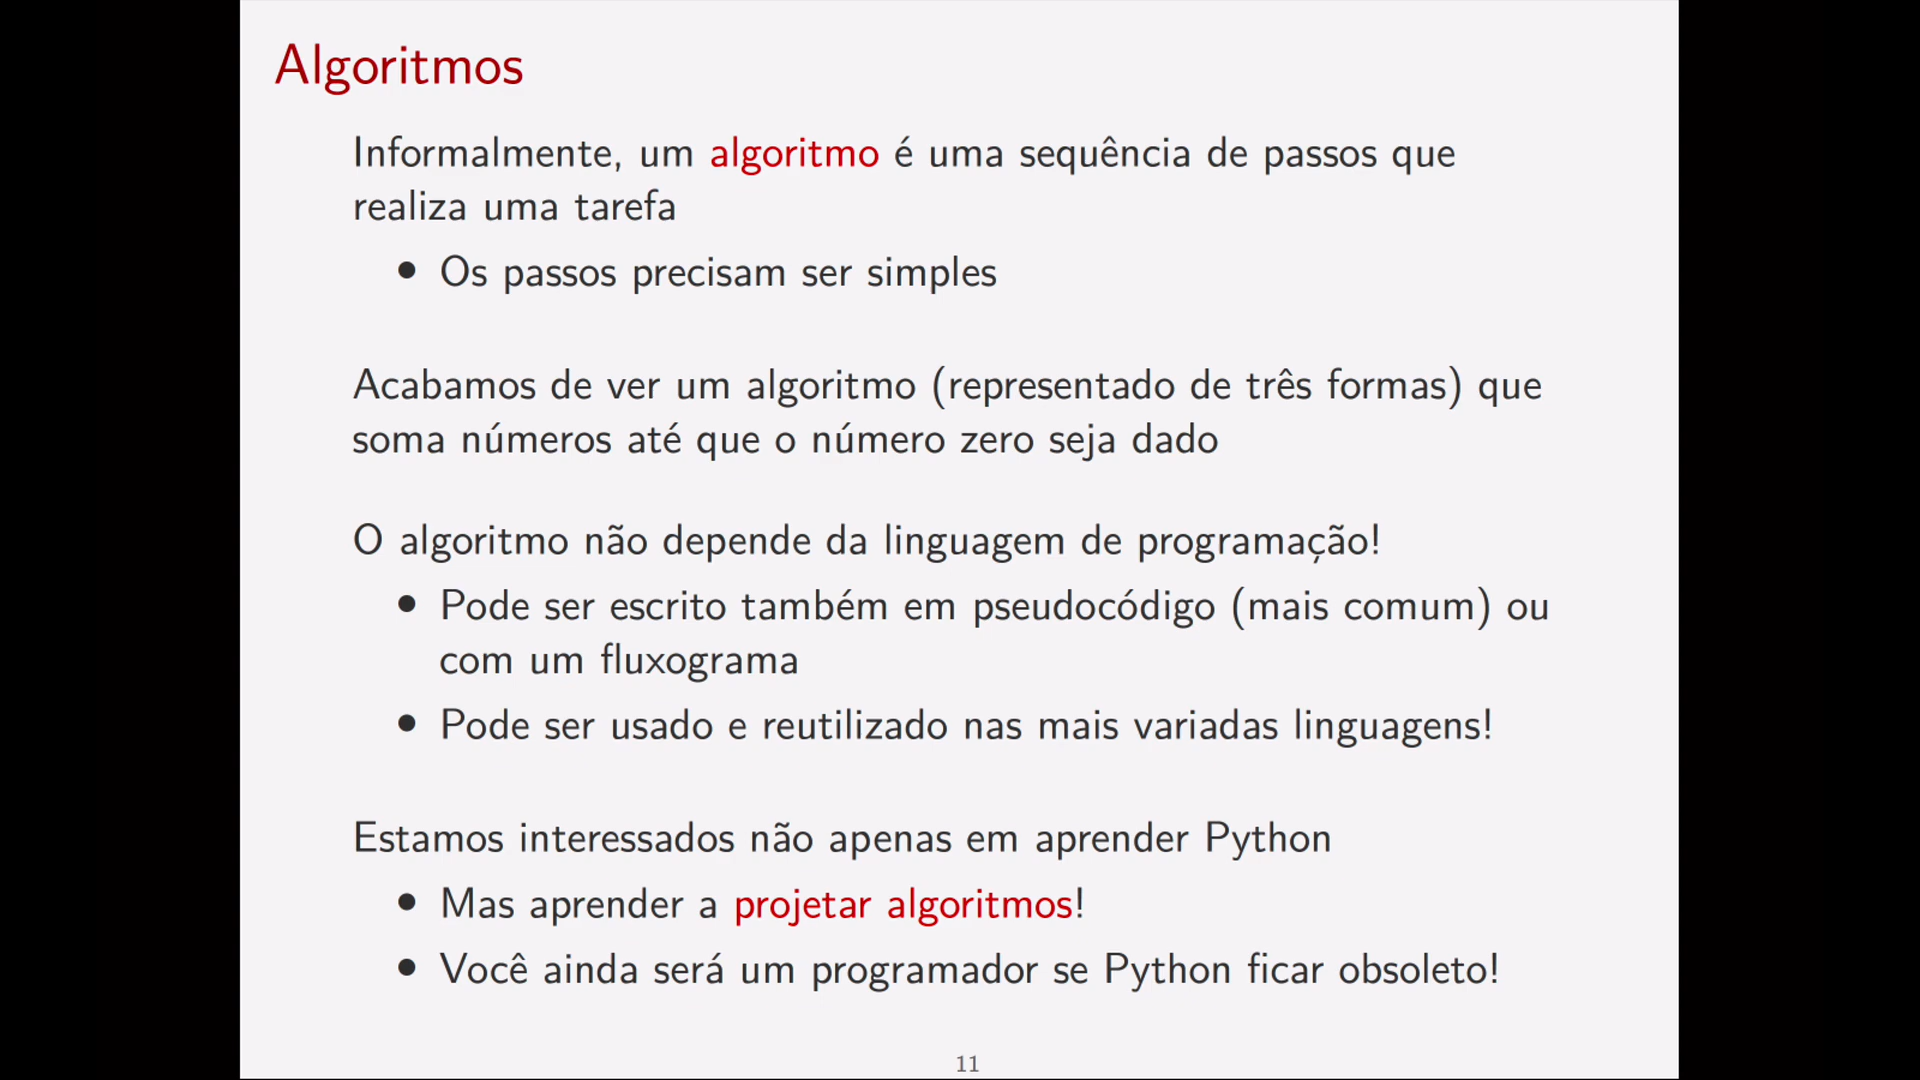 Algoritmos
Informalmente, um algoritmo é uma sequência de passos que
realiza uma tarefa
• Os passos precisam ser simples
Acabamos de ver um algoritmo (representado de três formas) que
soma números até que o número zero seja dado
O algoritmo não depende da linguagem de programação!
• Pode ser escrito também em pseudocódigo (mais comum) ou
com um fluxograma
• Pode ser usado e reutilizado nas mais variadas linguagens!
Estamos interessados não apenas em aprender Python
• Mas aprender a projetar algoritmos!
• Você ainda será um programador se Python ficar obsoleto!
11